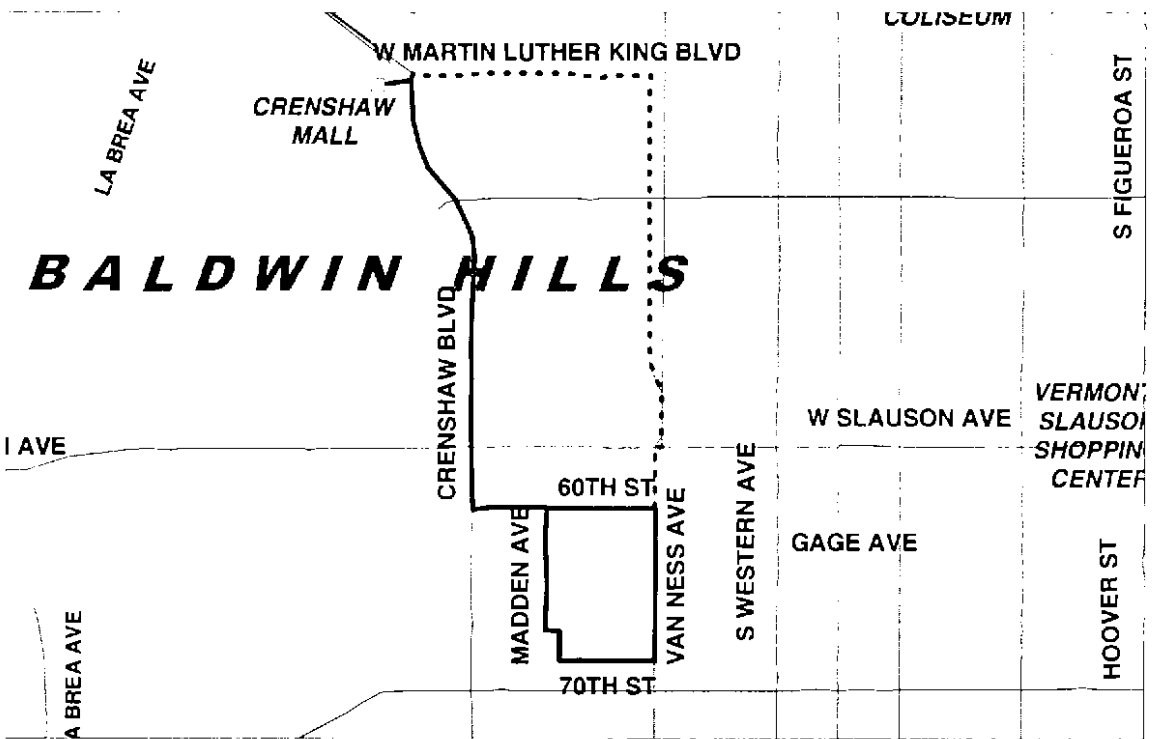 COLISEUM
W MARTIN LUTHER KING BLVD
LA BREA AVE
CRENSHAW
MALL
S FIGUEROA ST
BALDWIN HILLS
CRENSHAW BLVD
VERMONT
SLAUSON
SHOPPIN
CENTER
W SLAUSON AVE
I AVE
60TH ST
MADDEN AVE
VAN NESS AVE
S WESTERN AVE
GAGE AVE
HOOVER ST
A BREA AVE
70TH ST